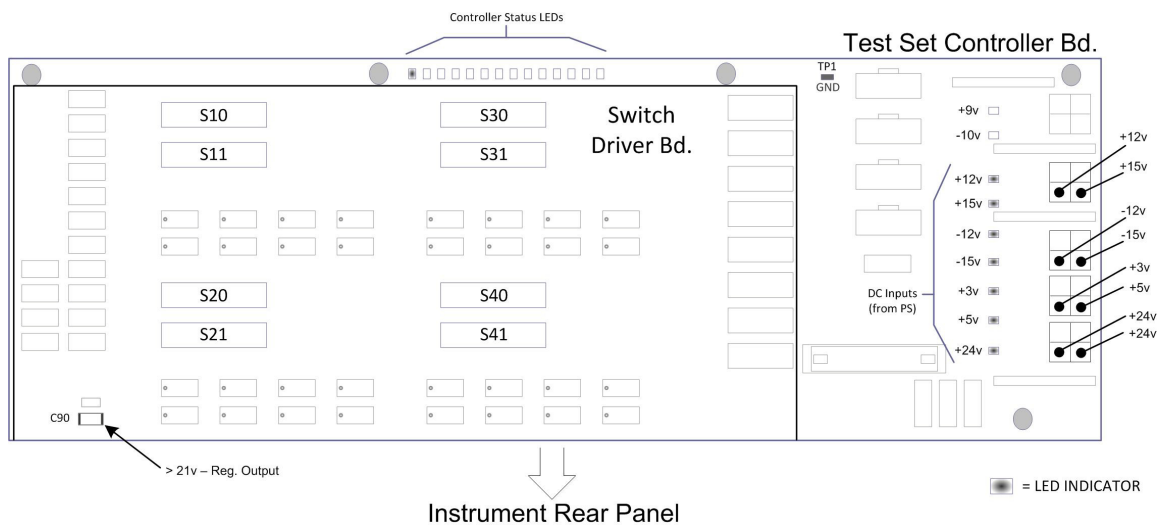 Controller Status LEDs
Test Set Controller Bd.
TP1
GND
S10
S30
Switch
Driver Bd.
S11
S31
+9v
-10v
+12v
+15v
-12v
-15v
+3v
+5v
+24v
DC Inputs
(from PS)
+12v
+15v
-12v
-15v
+3v
+5v
+24v
+24v
S20
S40
S21
S41
C90
> 21v – Reg. Output
Instrument Rear Panel
= LED INDICATOR